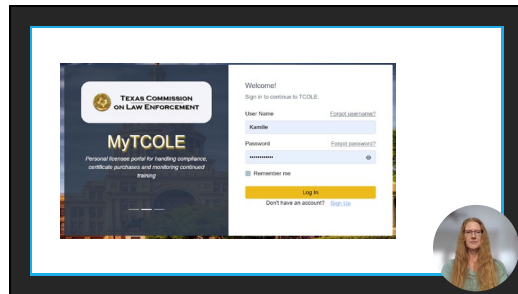 TEXAS COMMISSION
ON LAW ENFORCEMENT
MyTCOLE
Personal licensee portal for handling compliance,
certificate purchases and monitoring continued
training
Welcome!
Sign in to continue to TCOLE.
User Name Forgot username?
Kamille
Password Forgot password?
Remember me
Log In
Don't have an account? Sign Up